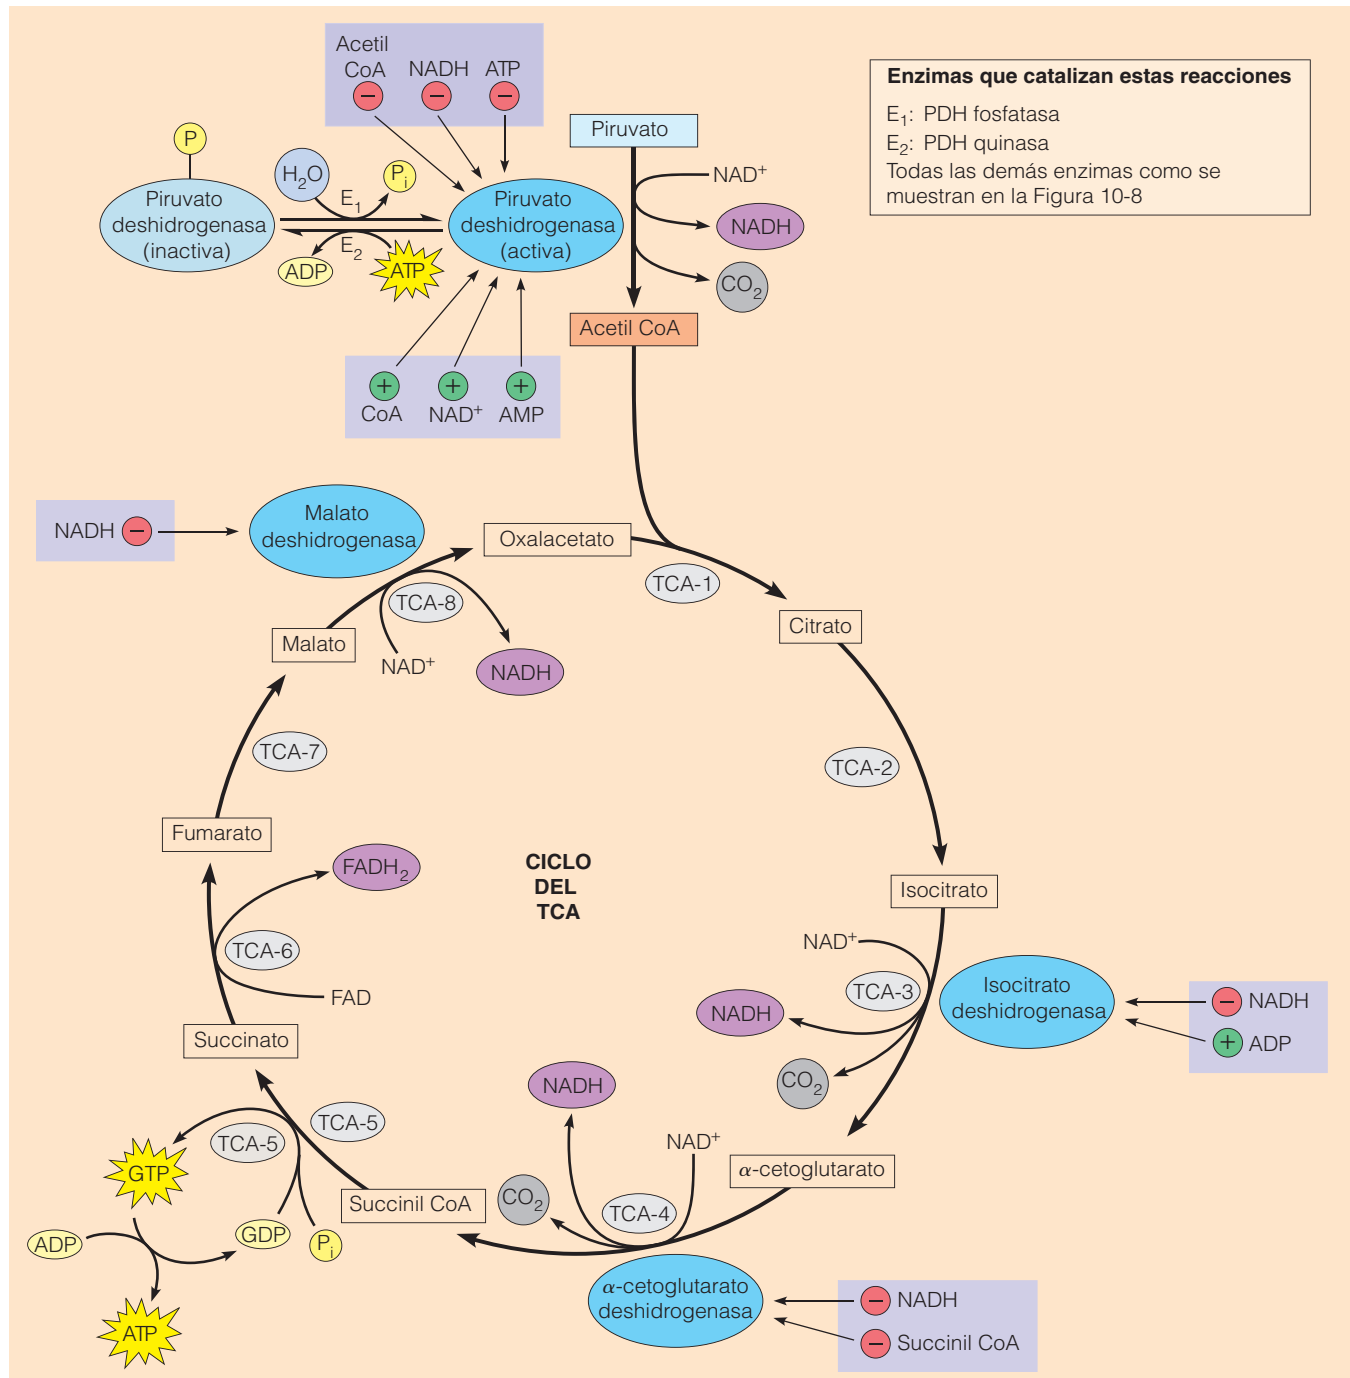 Acetil
CoA NADH ATP
− − −
Enzimas que catalizan estas reacciones
E₁: PDH fosfatasa
E₂: PDH quinasa
Todas las demás enzimas como se
muestran en la Figura 10-8
Piruvato
P
H₂O
Pᵢ
E₁
Piruvato
deshidrogenasa
(inactiva)
Piruvato
deshidrogenasa
(activa)
E₂
ADP
ATP
NAD⁺
NADH
CO₂
Acetil CoA
+ + +
CoA NAD⁺ AMP
NADH −
Malato
deshidrogenasa
Oxalacetato
TCA-1
TCA-8
Citrato
Malato
NAD⁺
NADH
TCA-7
TCA-2
Fumarato
FADH₂
CICLO
DEL
TCA
Isocitrato
TCA-6
FAD
NAD⁺
TCA-3
NADH
Isocitrato
deshidrogenasa
− NADH
+ ADP
Succinato
CO₂
NADH
TCA-5
TCA-5
NAD⁺
GTP
α-cetoglutarato
Succinil CoA
CO₂
TCA-4
ADP
GDP
Pᵢ
ATP
α-cetoglutarato
deshidrogenasa
− NADH
− Succinil CoA